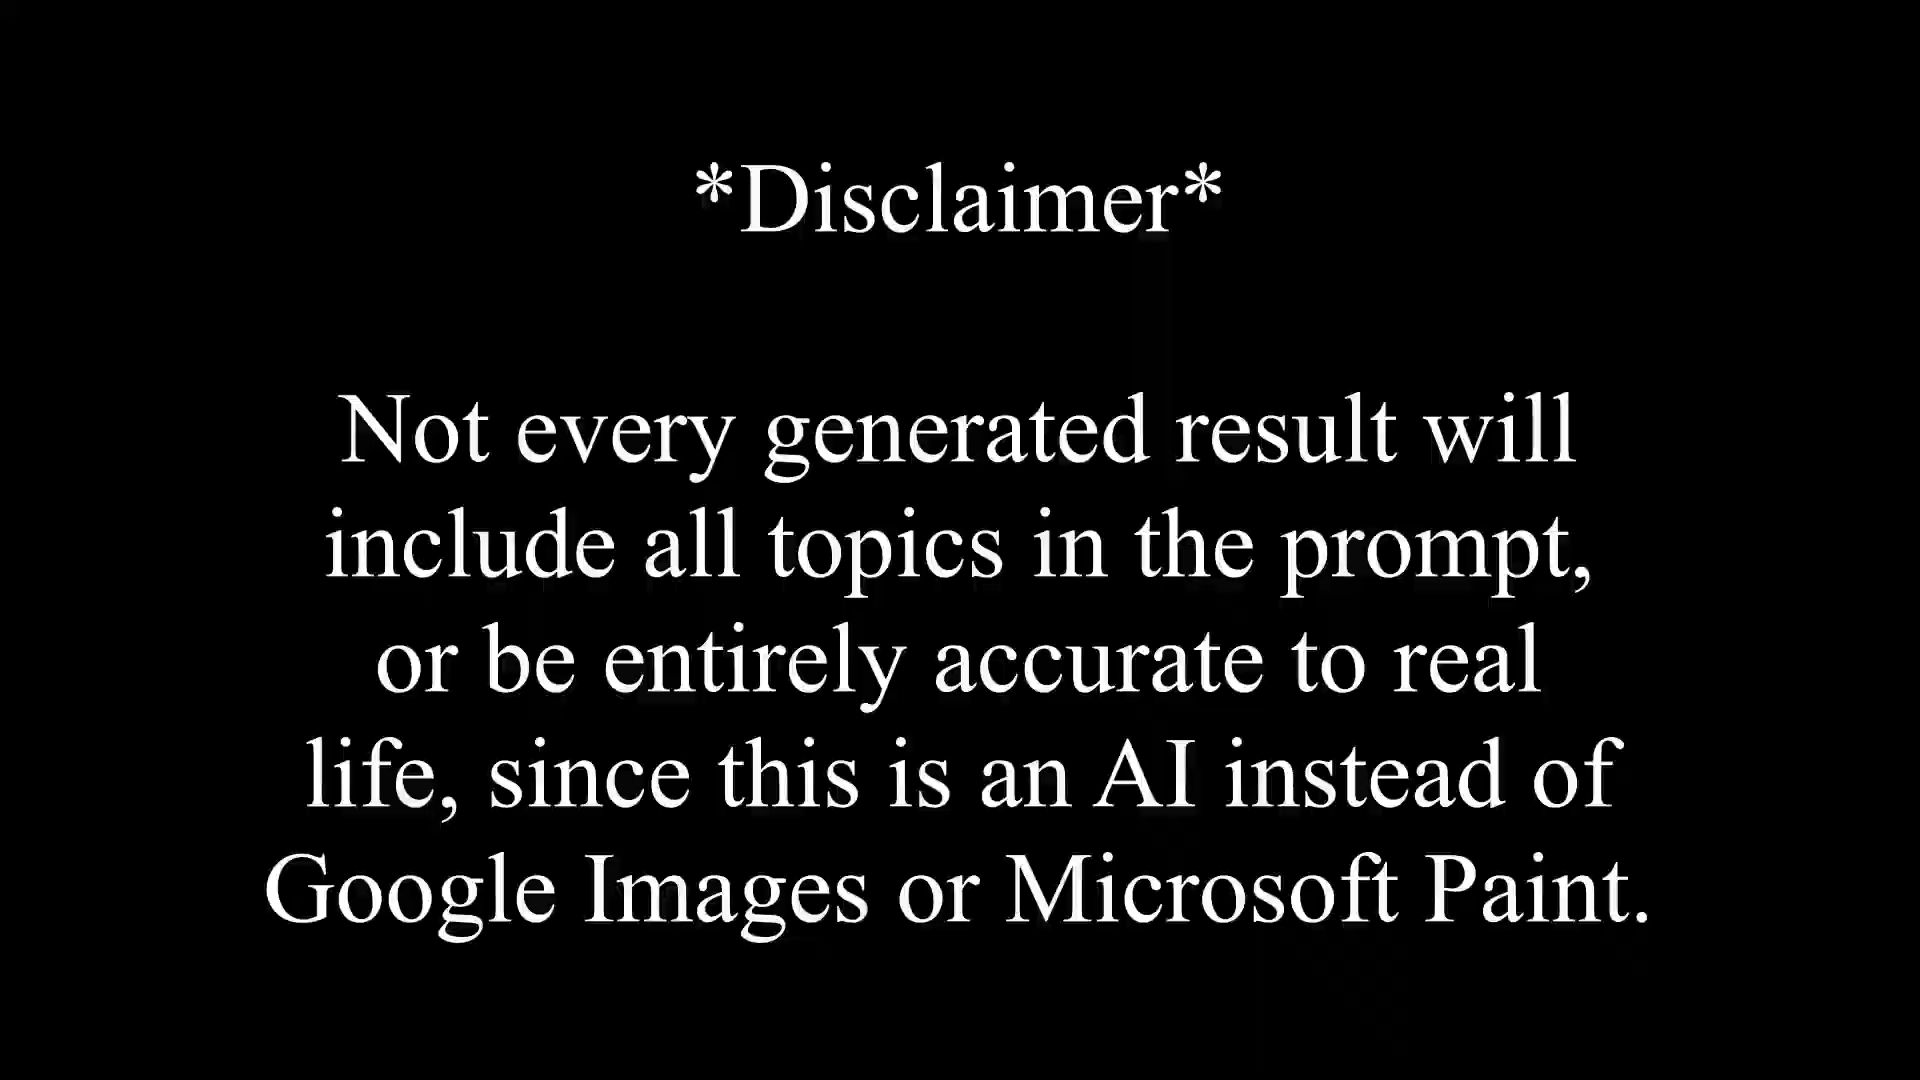 *Disclaimer*
Not every generated result will
include all topics in the prompt,
or be entirely accurate to real
life, since this is an AI instead of
Google Images or Microsoft Paint.